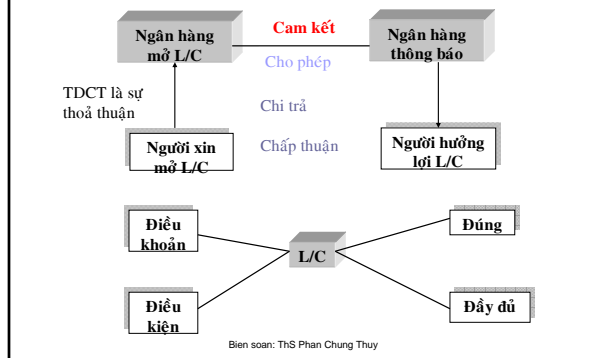 Cam kết
Ngân hàng
mở L/C
Ngân hàng
thông báo
Cho phép
TDCT là sự
thoả thuận
Chi trả
Người xin
mở L/C
Chấp thuận
Người hưởng
lợi L/C
Điều
khoản
Đúng
L/C
Điều
kiện
Đầy đủ
Bien soan: ThS Phan Chung Thuy